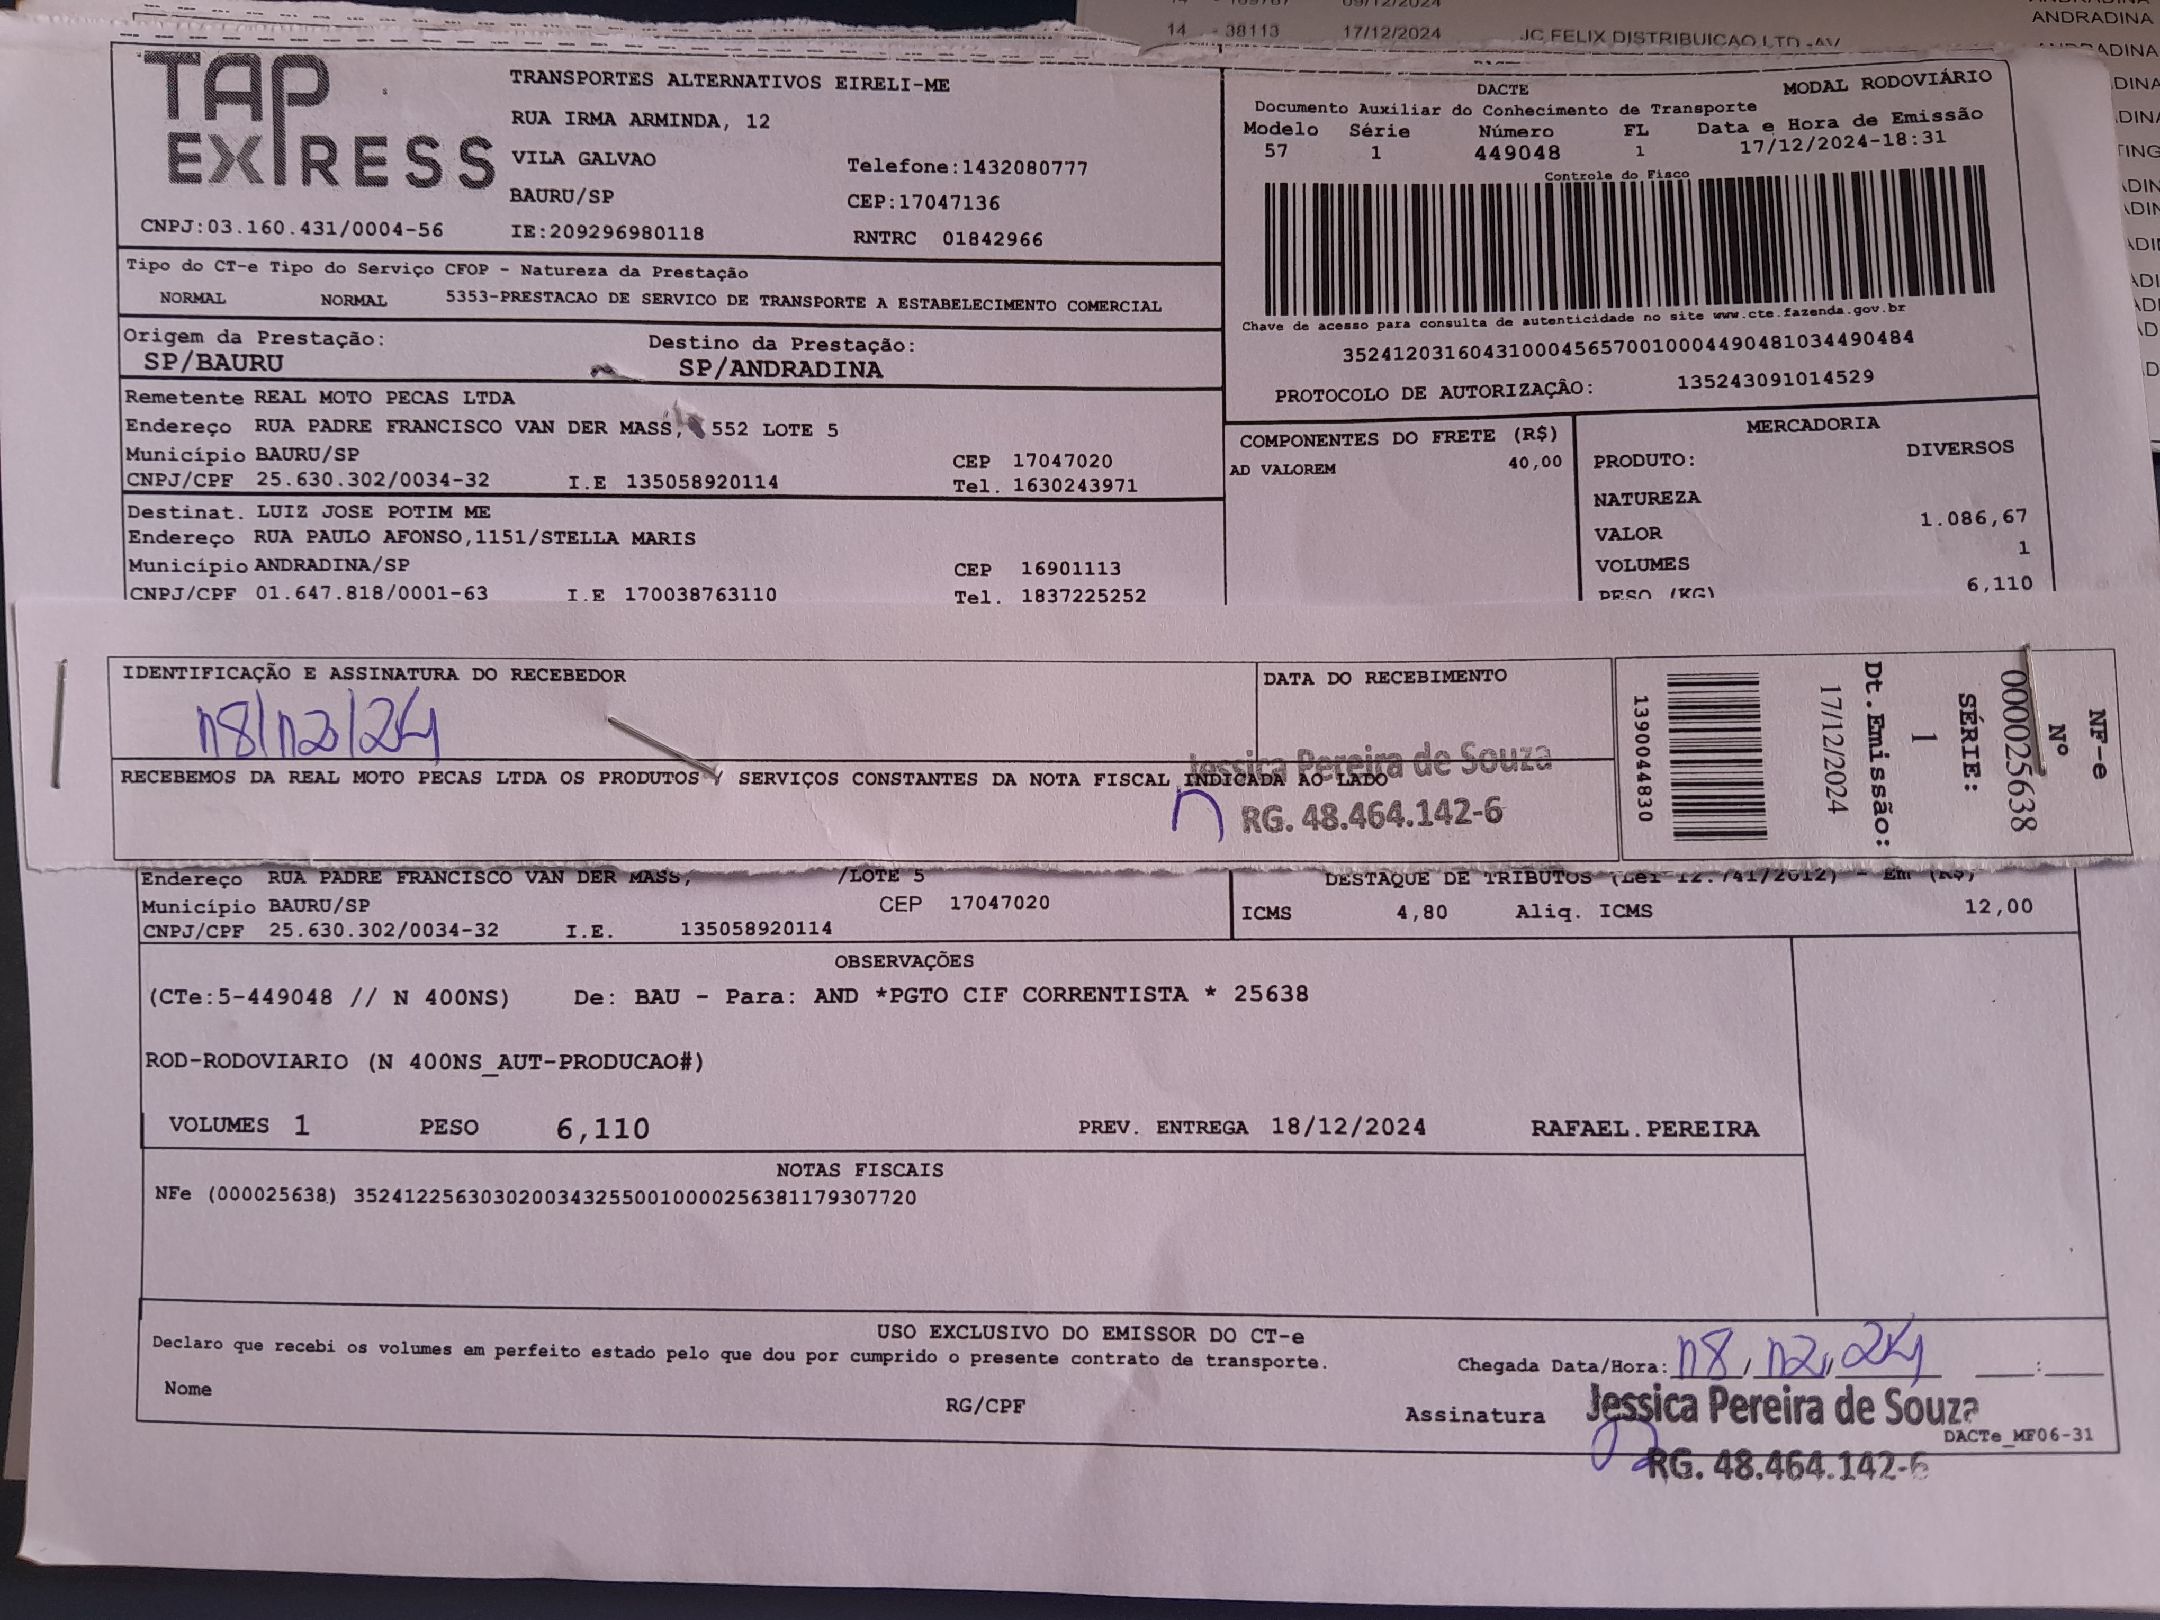 14 - 38113 17/12/2024 JC FELIX DISTRIBUICAO LTD -AV
ANDRADINA
TAP EXPRESS
TRANSPORTES ALTERNATIVOS EIRELI-ME
RUA IRMA ARMINDA, 12
VILA GALVAO Telefone:1432080777
BAURU/SP CEP:17047136
CNPJ:03.160.431/0004-56 IE:209296980118 RNTRC 01842966
DACTE MODAL RODOVIÁRIO
Documento Auxiliar do Conhecimento de Transporte
Modelo Série Número FL Data e Hora de Emissão
57 1 449048 1 17/12/2024-18:31
Controle do Fisco
Chave de acesso para consulta de autenticidade no site www.cte.fazenda.gov.br
35241203160431000456570010004490481034490484
PROTOCOLO DE AUTORIZAÇÂO: 135243091014529
Tipo do CT-e Tipo do Serviço CFOP - Natureza da Prestação
NORMAL NORMAL 5353-PRESTACAO DE SERVICO DE TRANSPORTE A ESTABELECIMENTO COMERCIAL
Origem da Prestação: Destino da Prestação:
SP/BAURU SP/ANDRADINA
Remetente REAL MOTO PECAS LTDA
Endereço RUA PADRE FRANCISCO VAN DER MASS, 552 LOTE 5
Município BAURU/SP CEP 17047020
CNPJ/CPF 25.630.302/0034-32 I.E 135058920114 Tel. 1630243971
Destinat. LUIZ JOSE POTIM ME
Endereço RUA PAULO AFONSO,1151/STELLA MARIS
Município ANDRADINA/SP CEP 16901113
CNPJ/CPF 01.647.818/0001-63 I.E 170038763110 Tel. 1837225252
COMPONENTES DO FRETE (R$)
AD VALOREM 40,00
MERCADORIA
PRODUTO: DIVERSOS
NATUREZA
VALOR 1.086,67
VOLUMES 1
PESO (KG) 6,110
IDENTIFICAÇÃO E ASSINATURA DO RECEBEDOR
18/12/24
DATA DO RECEBIMENTO
RECEBEMOS DA REAL MOTO PECAS LTDA OS PRODUTOS / SERVIÇOS CONSTANTES DA NOTA FISCAL INDICADA AO LADO
Jessica Pereira de Souza
RG. 48.464.142-6
1390044830
NF-e
Nº
000025638
SÉRIE:
1
Dt.Emissão:
17/12/2024
Endereço RUA PADRE FRANCISCO VAN DER MASS, /LOTE 5
Município BAURU/SP CEP 17047020
CNPJ/CPF 25.630.302/0034-32 I.E. 135058920114
DESTAQUE DE TRIBUTOS (Lei 12.741/2012) - Em (R$)
ICMS 4,80 Aliq. ICMS 12,00
OBSERVAÇÕES
(CTe:5-449048 // N 400NS) De: BAU - Para: AND *PGTO CIF CORRENTISTA * 25638
ROD-RODOVIARIO (N 400NS_AUT-PRODUCAO#)
VOLUMES 1 PESO 6,110 PREV. ENTREGA 18/12/2024 RAFAEL.PEREIRA
NOTAS FISCAIS
NFe (000025638) 35241225630302003432550010000256381179307720
USO EXCLUSIVO DO EMISSOR DO CT-e
Declaro que recebi os volumes em perfeito estado pelo que dou por cumprido o presente contrato de transporte.
Chegada Data/Hora: 18/12/24 :
Nome RG/CPF Assinatura
Jessica Pereira de Souza
DACTe_MF06-31
RG. 48.464.142-6